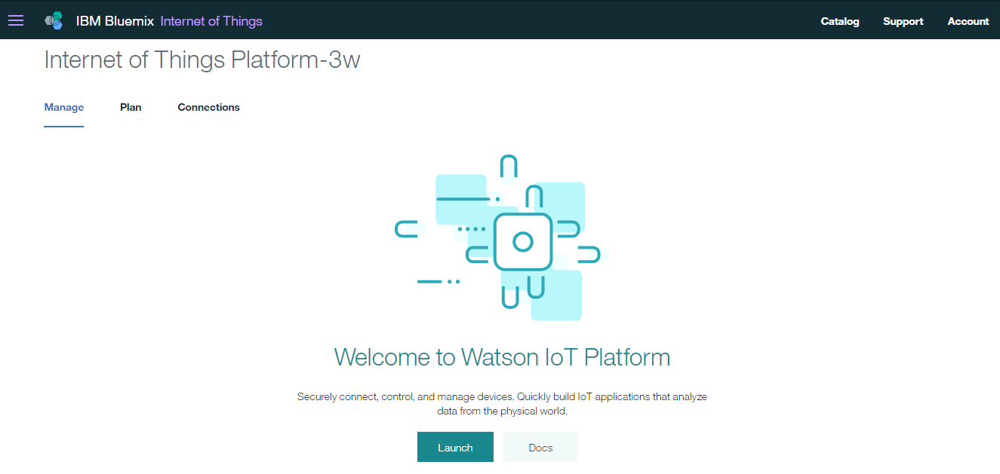 IBM Bluemix Internet of Things
Catalog Support Account
Internet of Things Platform-3w
Manage Plan Connections
Welcome to Watson IoT Platform
Securely connect, control, and manage devices. Quickly build IoT applications that analyze
data from the physical world.
Launch Docs